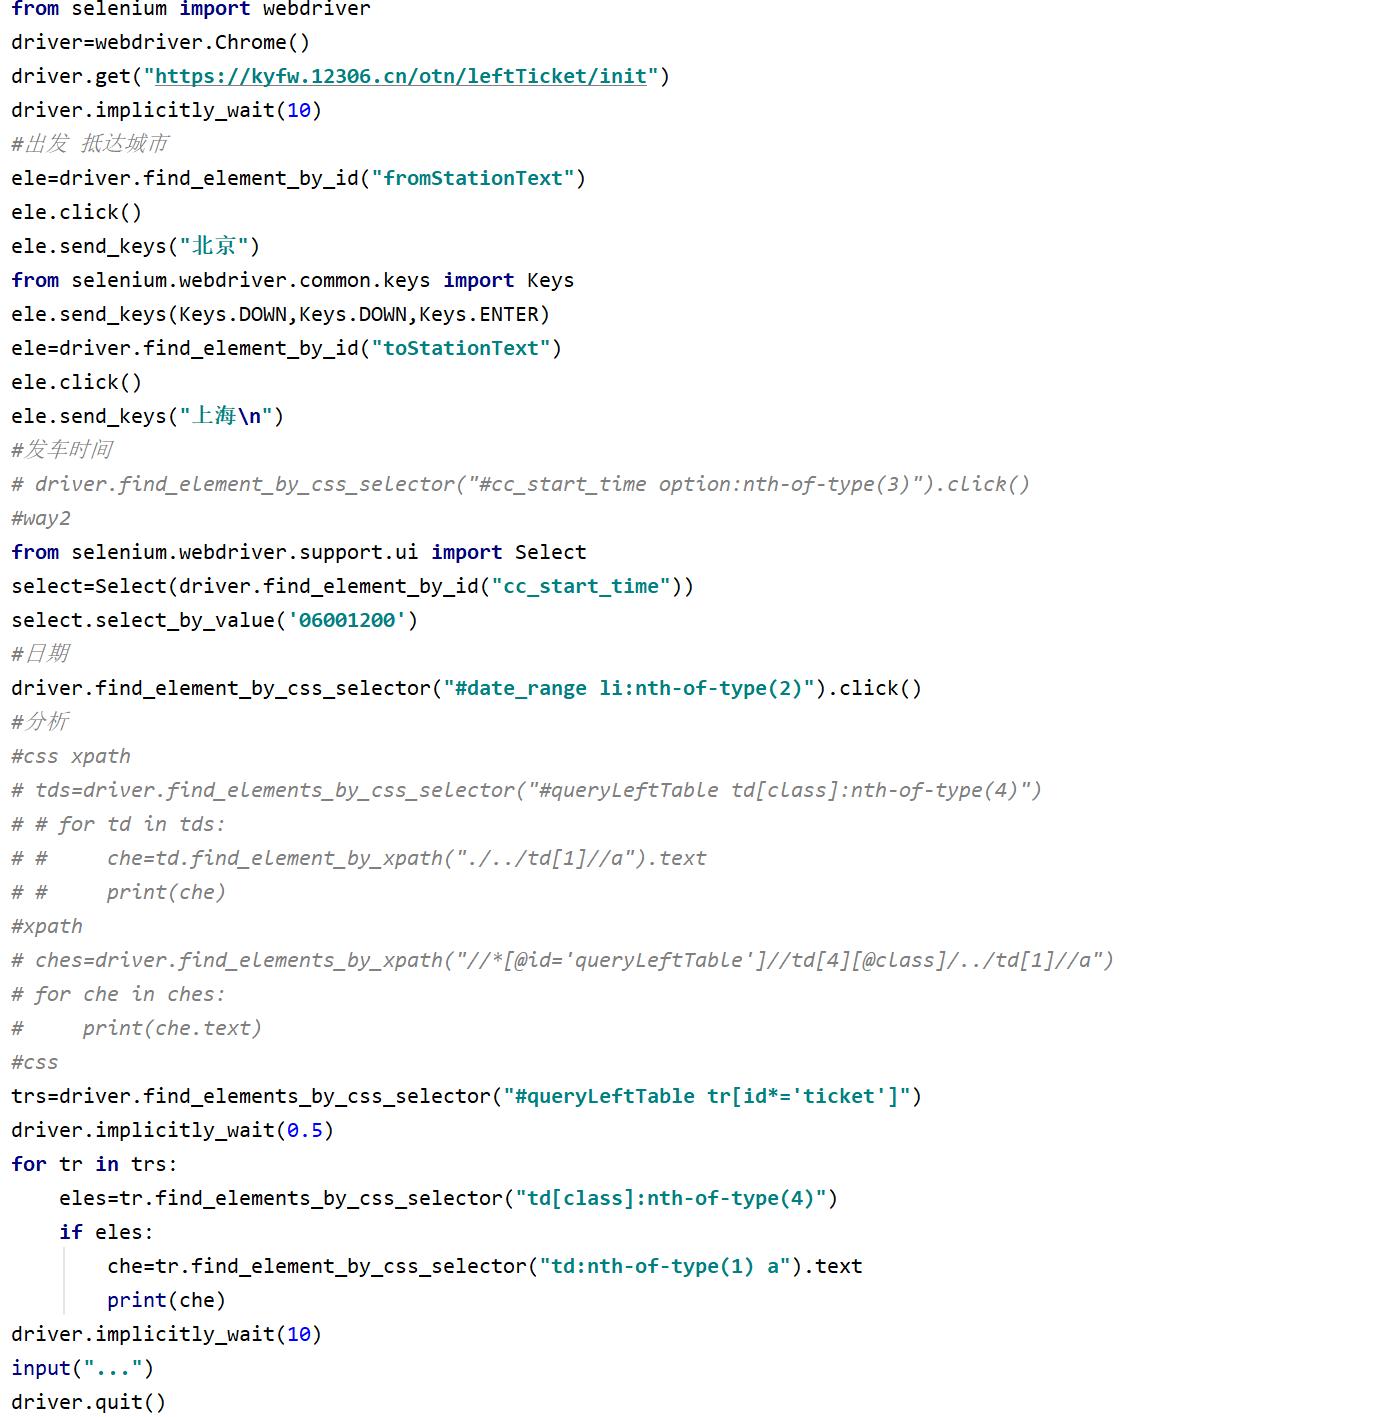 from selenium import webdriver
driver=webdriver.Chrome()
driver.get("https://kyfw.12306.cn/otn/leftTicket/init")
driver.implicitly_wait(10)
#出发 抵达城市
ele=driver.find_element_by_id("fromStationText")
ele.click()
ele.send_keys("北京")
from selenium.webdriver.common.keys import Keys
ele.send_keys(Keys.DOWN,Keys.DOWN,Keys.ENTER)
ele=driver.find_element_by_id("toStationText")
ele.click()
ele.send_keys("上海\n")
#发车时间
# driver.find_element_by_css_selector("#cc_start_time option:nth-of-type(3)").click()
#way2
from selenium.webdriver.support.ui import Select
select=Select(driver.find_element_by_id("cc_start_time"))
select.select_by_value('06001200')
#日期
driver.find_element_by_css_selector("#date_range li:nth-of-type(2)").click()
#分析
#css xpath
# tds=driver.find_elements_by_css_selector("#queryLeftTable td[class]:nth-of-type(4)")
# # for td in tds:
# #     che=td.find_element_by_xpath("./../td[1]//a").text
# #     print(che)
#xpath
# ches=driver.find_elements_by_xpath("//*[@id='queryLeftTable']//td[4][@class]/../td[1]//a")
# for che in ches:
#     print(che.text)
#css
trs=driver.find_elements_by_css_selector("#queryLeftTable tr[id*='ticket']")
driver.implicitly_wait(0.5)
for tr in trs:
    eles=tr.find_elements_by_css_selector("td[class]:nth-of-type(4)")
    if eles:
        che=tr.find_element_by_css_selector("td:nth-of-type(1) a").text
        print(che)
driver.implicitly_wait(10)
input("...")
driver.quit()